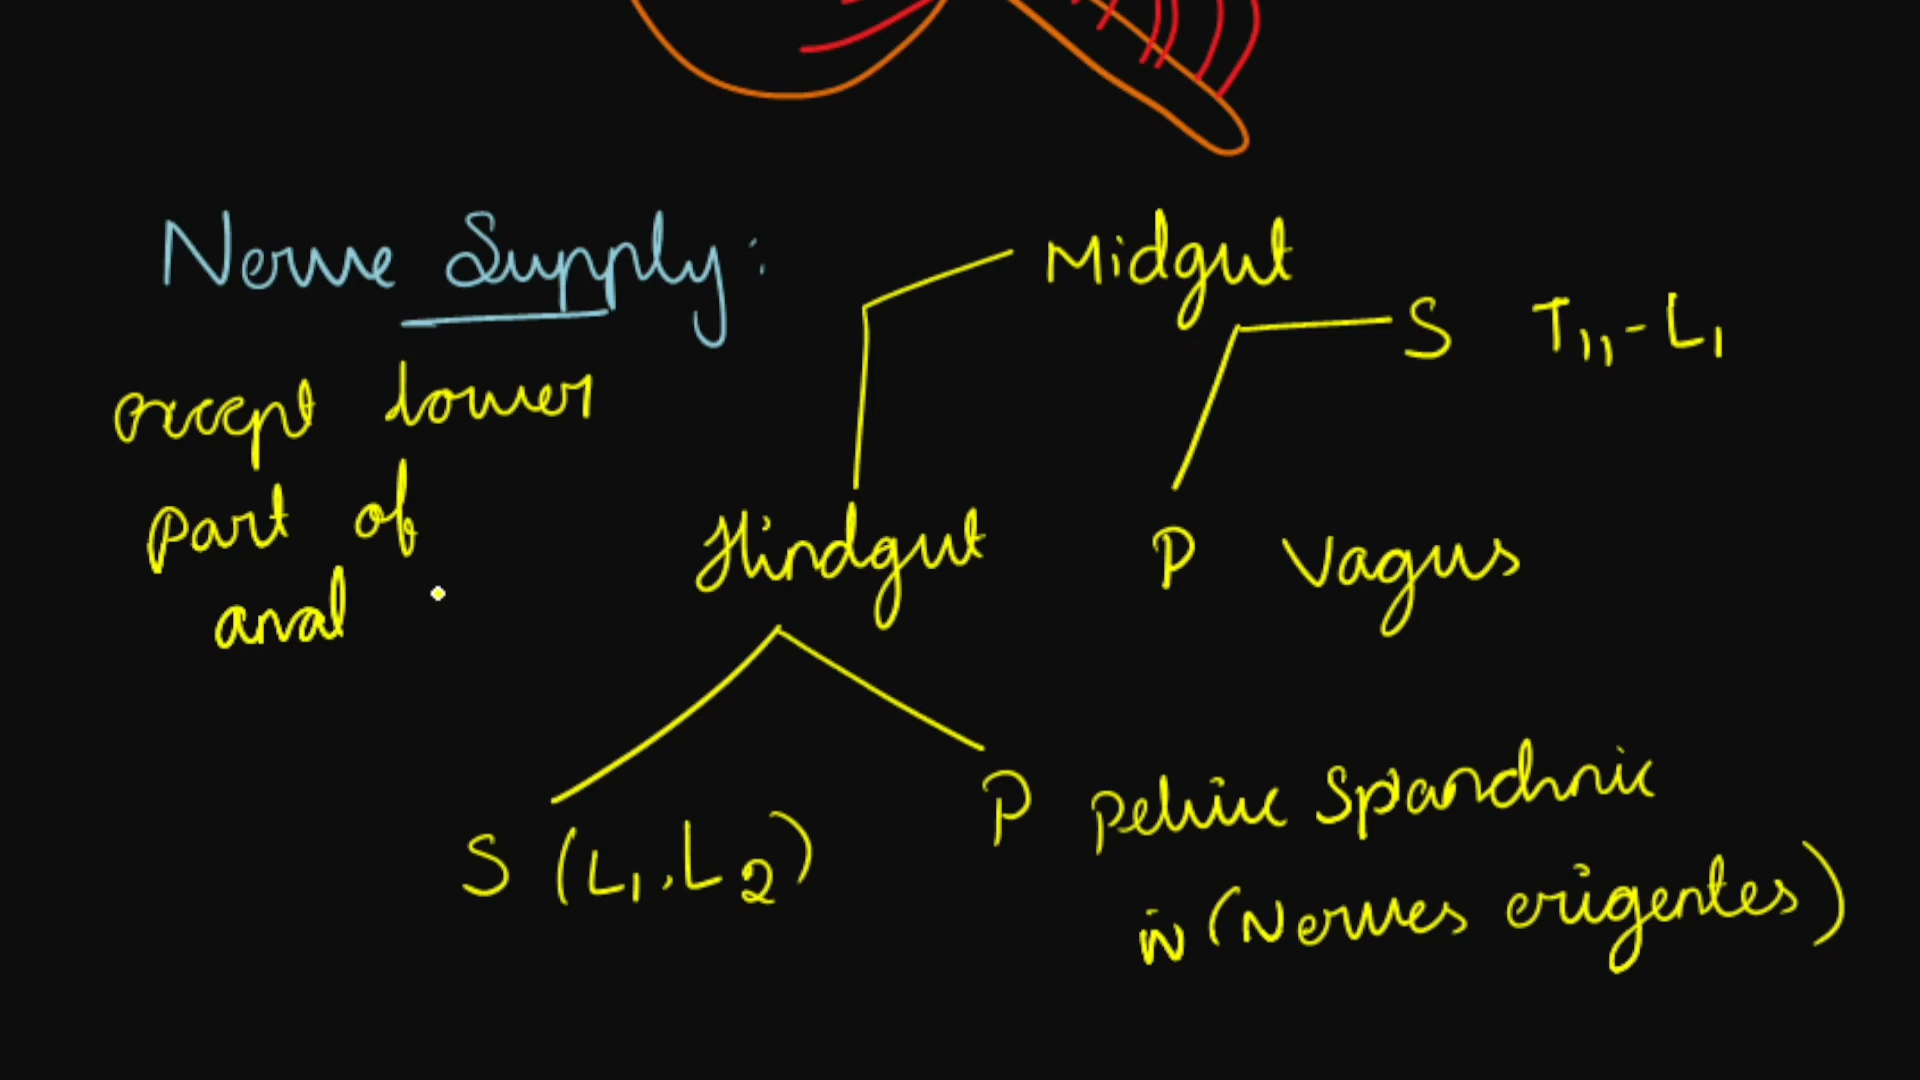 Nerve Supply:
except lower
part of
anal
Midgut
S T11-L1
Hindgut
P Vagus
S (L1, L2)
P Pelvic Splanchnic
n (Nerves erigentes)